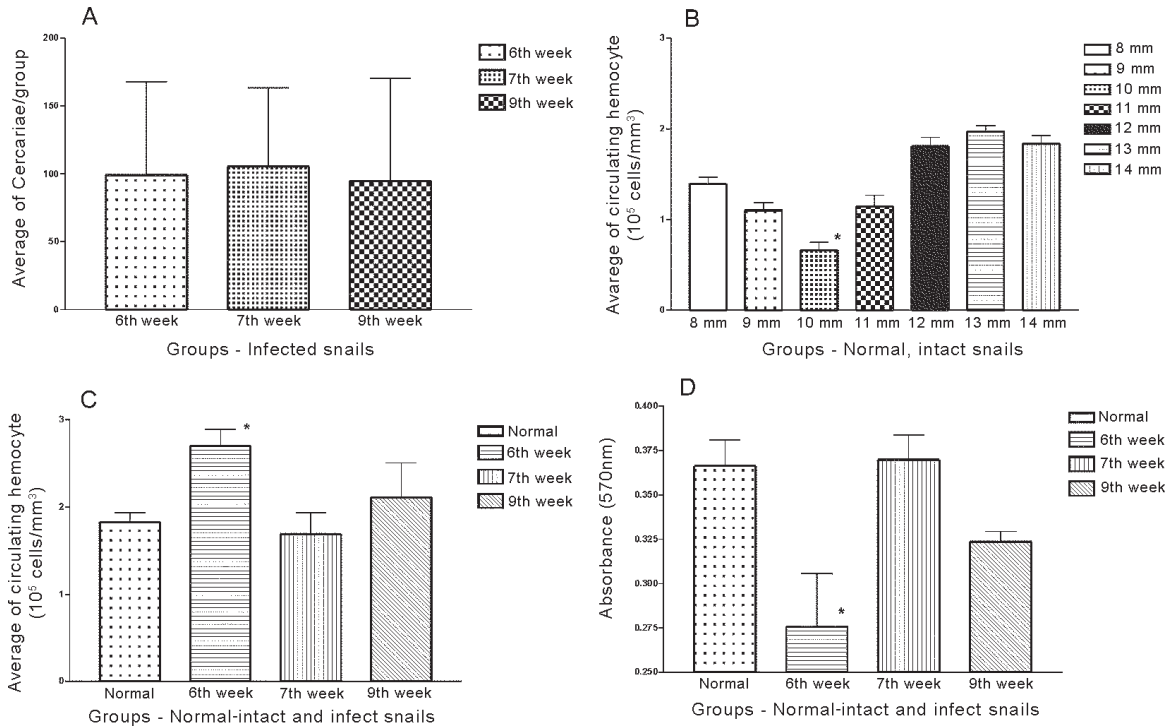 A
Average of Cercariae/group
200
150
100
50
0
6th week
7th week
9th week
6th week 7th week 9th week
Groups - Infected snails
B
Avarage of circulating hemocyte
(10⁵ cells/mm³)
3
2
1
0
8 mm
9 mm
10 mm
11 mm
12 mm
13 mm
14 mm
*
8 mm 9 mm 10 mm 11 mm 12 mm 13 mm 14 mm
Groups - Normal, intact snails
C
Average of circulating hemocyte
(10⁵ cells/mm³)
3
2
1
0
*
Normal
6th week
7th week
9th week
Normal 6th week 7th week 9th week
Groups - Normal-intact and infect snails
D
Absorbance (570nm)
0.400
0.375
0.350
0.325
0.300
0.275
0.250
*
Normal
6th week
7th week
9th week
Normal 6th week 7th week 9th week
Groups - Normal-intact and infect snails